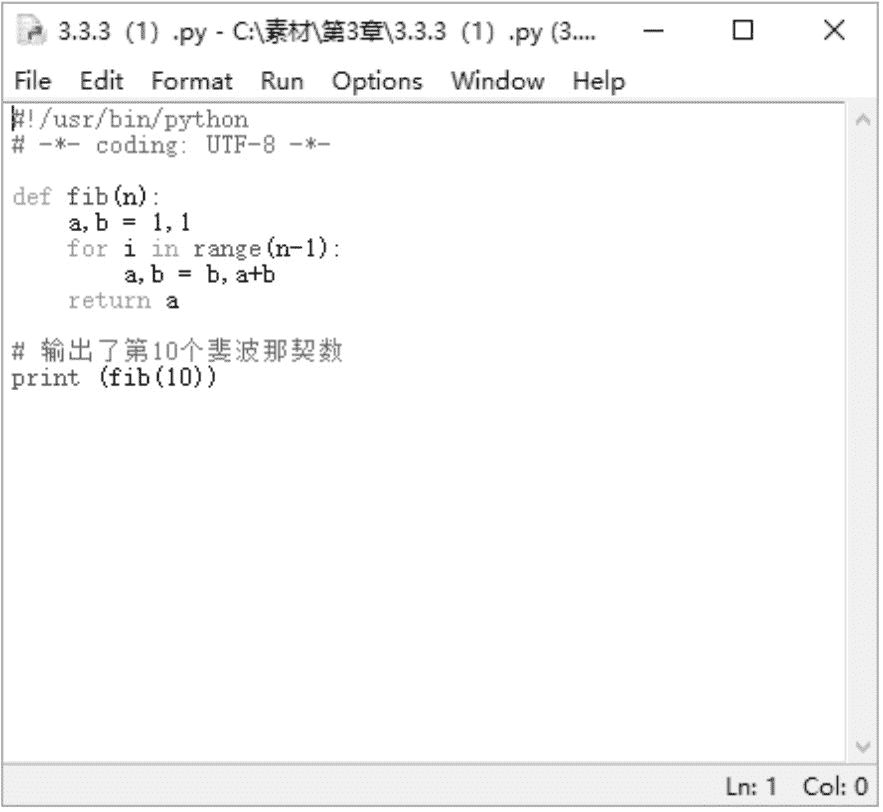 3.3.3 (1) .py - C:\素材\第3章\3.3.3 (1) .py (3....
File Edit Format Run Options Window Help
#!/usr/bin/python
# -*- coding: UTF-8 -*-
def fib(n):
    a,b = 1,1
    for i in range(n-1):
        a,b = b,a+b
    return a
# 输出了第10个斐波那契数
print (fib(10))
Ln: 1 Col: 0